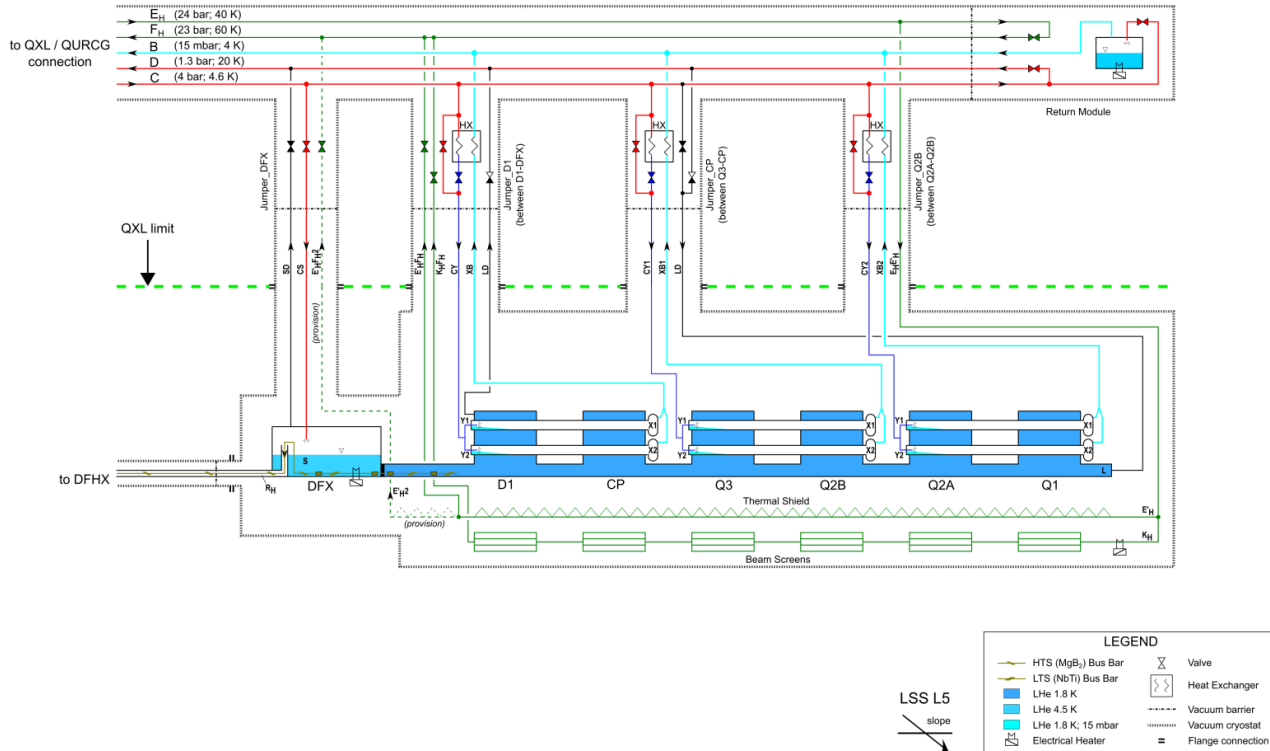 E_H (24 bar; 40 K)
F_H (23 bar; 60 K)
B (15 mbar; 4 K)
D (1.3 bar; 20 K)
C (4 bar; 4.6 K)
to QXL / QURCG
connection
Return Module
HX
HX
HX
Jumper_DFX
Jumper_D1
(between D1-DFX)
Jumper_CP
(between Q3-CP)
Jumper_Q2B
(between Q2A-Q2B)
QXL limit
SD
CS
E'_HF_H2
(provision)
E'_HF_H
K_HF_H
CY
XB
LD
CY1
XB1
LD
CY2
XB2
E_HE'_H
Y1
Y2
X1
X2
Y1
Y2
X1
X2
Y1
Y2
X1
X2
L
S
to DFHX
R_H
DFX
E'_H2
D1
CP
Q3
Q2B
Q2A
Q1
Thermal Shield
(provision)
E'_H
K_H
Beam Screens
LSS L5
slope
LEGEND
HTS (MgB₂) Bus Bar
LTS (NbTi) Bus Bar
LHe 1.8 K
LHe 4.5 K
LHe 1.8 K; 15 mbar
Electrical Heater
Valve
Heat Exchanger
Vacuum barrier
Vacuum cryostat
Flange connection